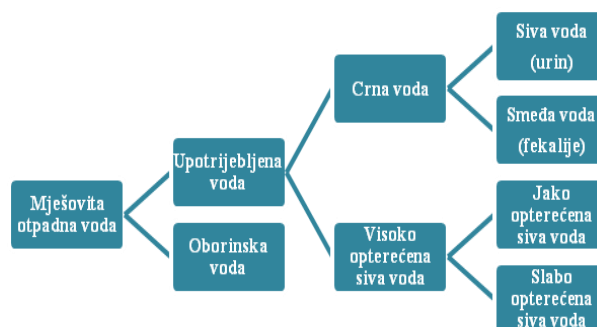 Mješovita
otpadna voda
Upotrijebljena
voda
Oborinska
voda
Crna voda
Visoko
opterećena
siva voda
Siva voda
(urin)
Smeđa voda
(fekalije)
Jako
opterećena
siva voda
Slabo
opterećena
siva voda